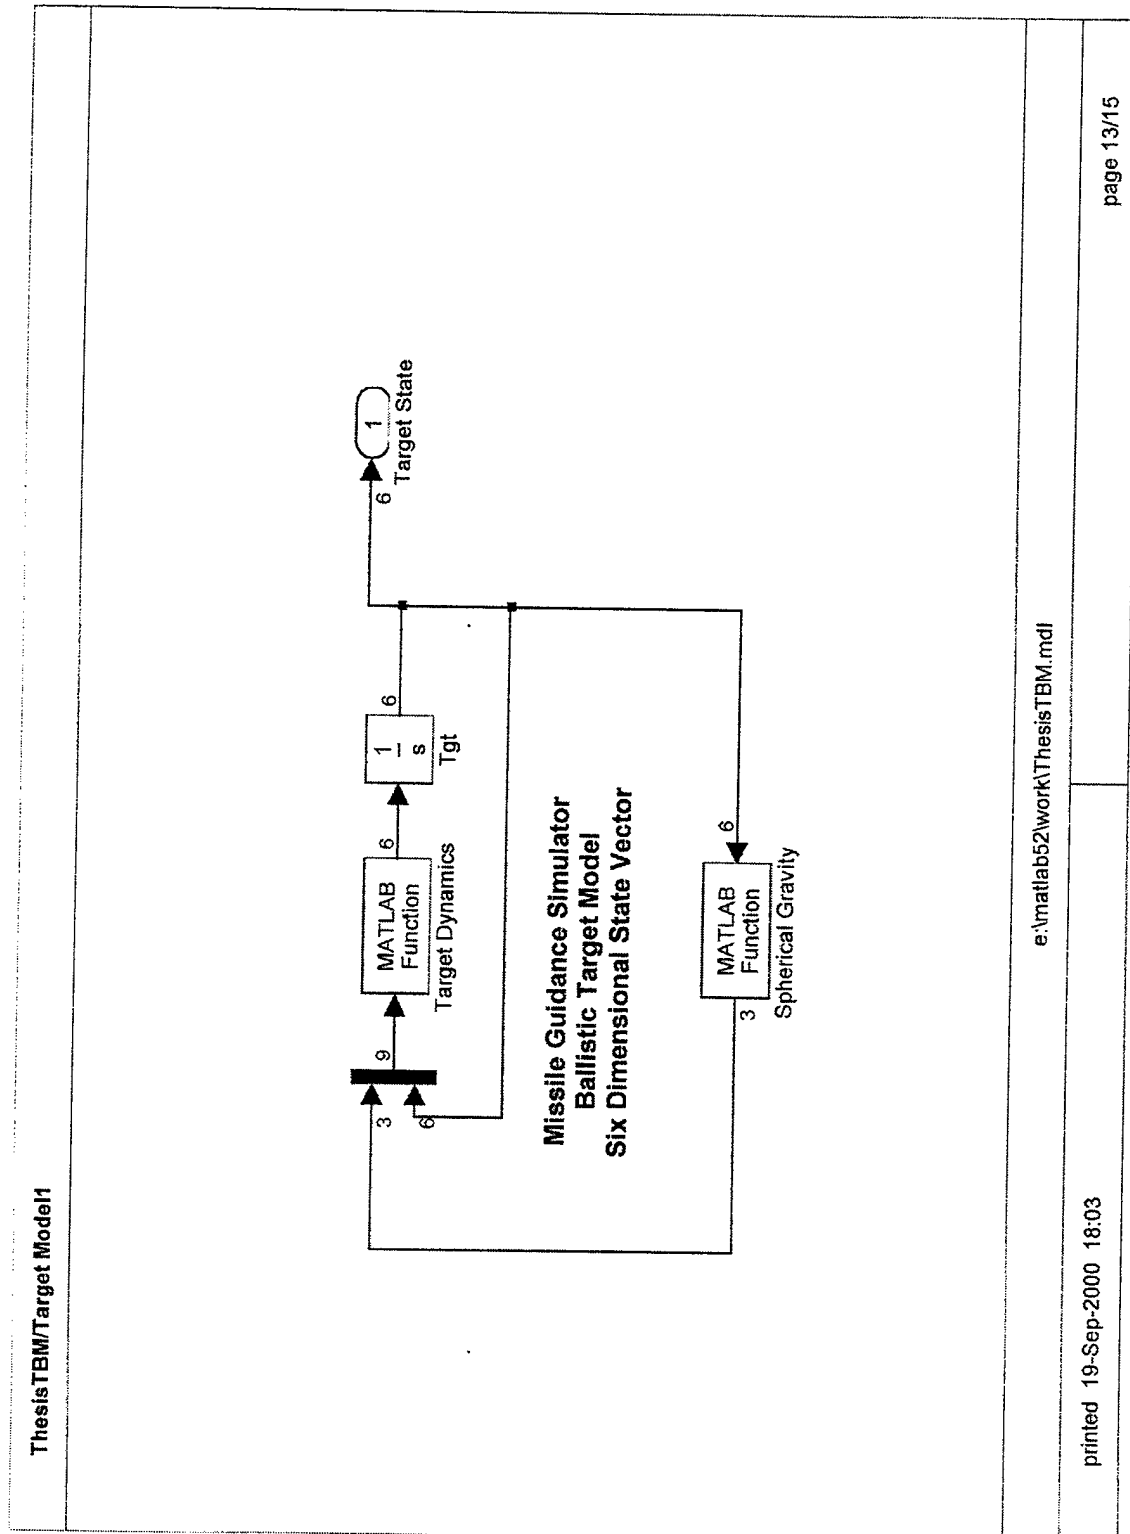 ThesisTBM/Target Model1
3
6
9
MATLAB
Function
Target Dynamics
6
1
s
Tgt
6
6
1
Target State
Missile Guidance Simulator
Ballistic Target Model
Six Dimensional State Vector
3
MATLAB
Function
Spherical Gravity
6
e:\matlab52\work\ThesisTBM.mdl
printed 19-Sep-2000 18:03
page 13/15